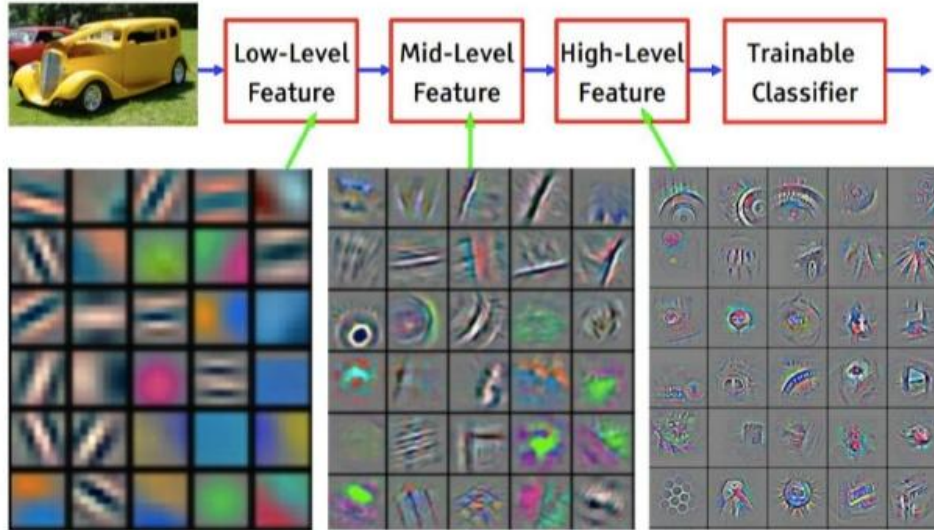 Low-Level
Feature
Mid-Level
Feature
High-Level
Feature
Trainable
Classifier